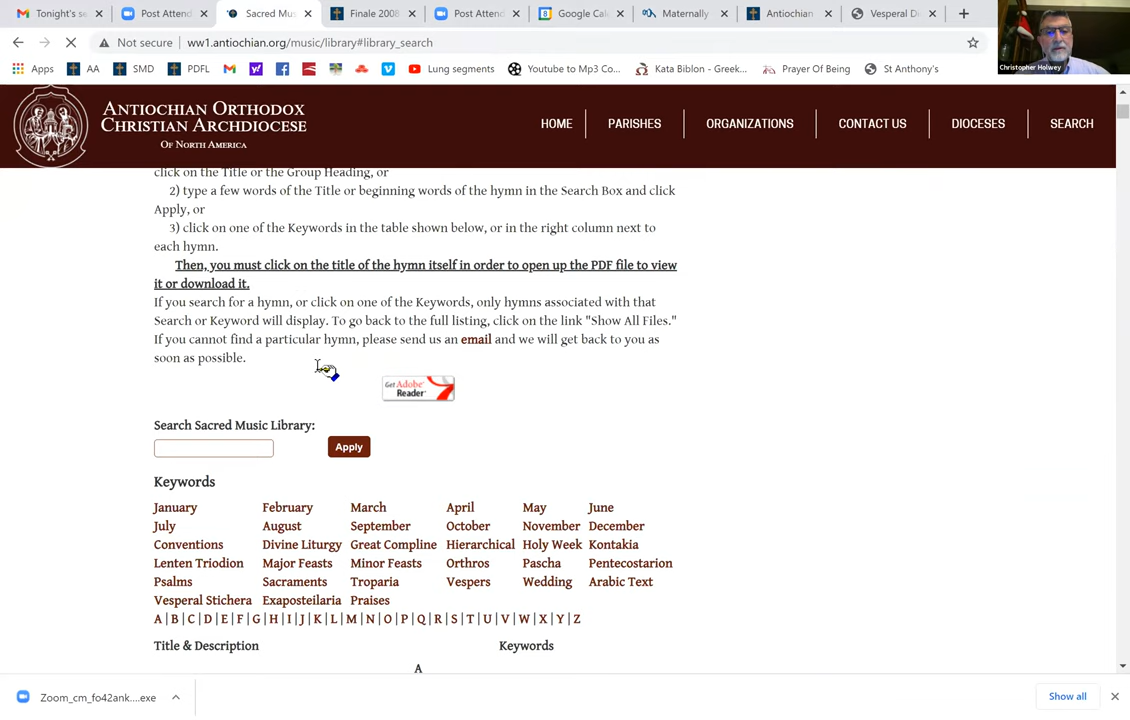 Tonight's se
Post Attend
Sacred Mus
Finale 2008
Post Attend
Google Cal
Maternally
Antiochian
Vesperal Di
Not secure
ww1.antiochian.org/music/library#library_search
Apps
AA
SMD
PDFL
Lung segments
Youtube to Mp3 Co...
Kata Biblon - Greek...
Prayer Of Being
St Anthony's
Christopher Holwey
ANTIOCHIAN ORTHODOX
CHRISTIAN ARCHDIOCESE
OF NORTH AMERICA
HOME
PARISHES
ORGANIZATIONS
CONTACT US
DIOCESES
SEARCH
click on the Title or the Group Heading, or
2) type a few words of the Title or beginning words of the hymn in the Search Box and click
Apply, or
3) click on one of the Keywords in the table shown below, or in the right column next to
each hymn.
Then, you must click on the title of the hymn itself in order to open up the PDF file to view
it or download it.
If you search for a hymn, or click on one of the Keywords, only hymns associated with that
Search or Keyword will display. To go back to the full listing, click on the link "Show All Files."
If you cannot find a particular hymn, please send us an email and we will get back to you as
soon as possible.
Get Adobe
Reader
Search Sacred Music Library:
Apply
Keywords
January February March April May June
July August September October November December
Conventions Divine Liturgy Great Compline Hierarchical Holy Week Kontakia
Lenten Triodion Major Feasts Minor Feasts Orthros Pascha Pentecostarion
Psalms Sacraments Troparia Vespers Wedding Arabic Text
Vesperal Stichera Exaposteilaria Praises
A | B | C | D | E | F | G | H | I | J | K | L | M | N | O | P | Q | R | S | T | U | V | W | X | Y | Z
Title & Description Keywords
A
Zoom_cm_fo42ank....exe
Show all